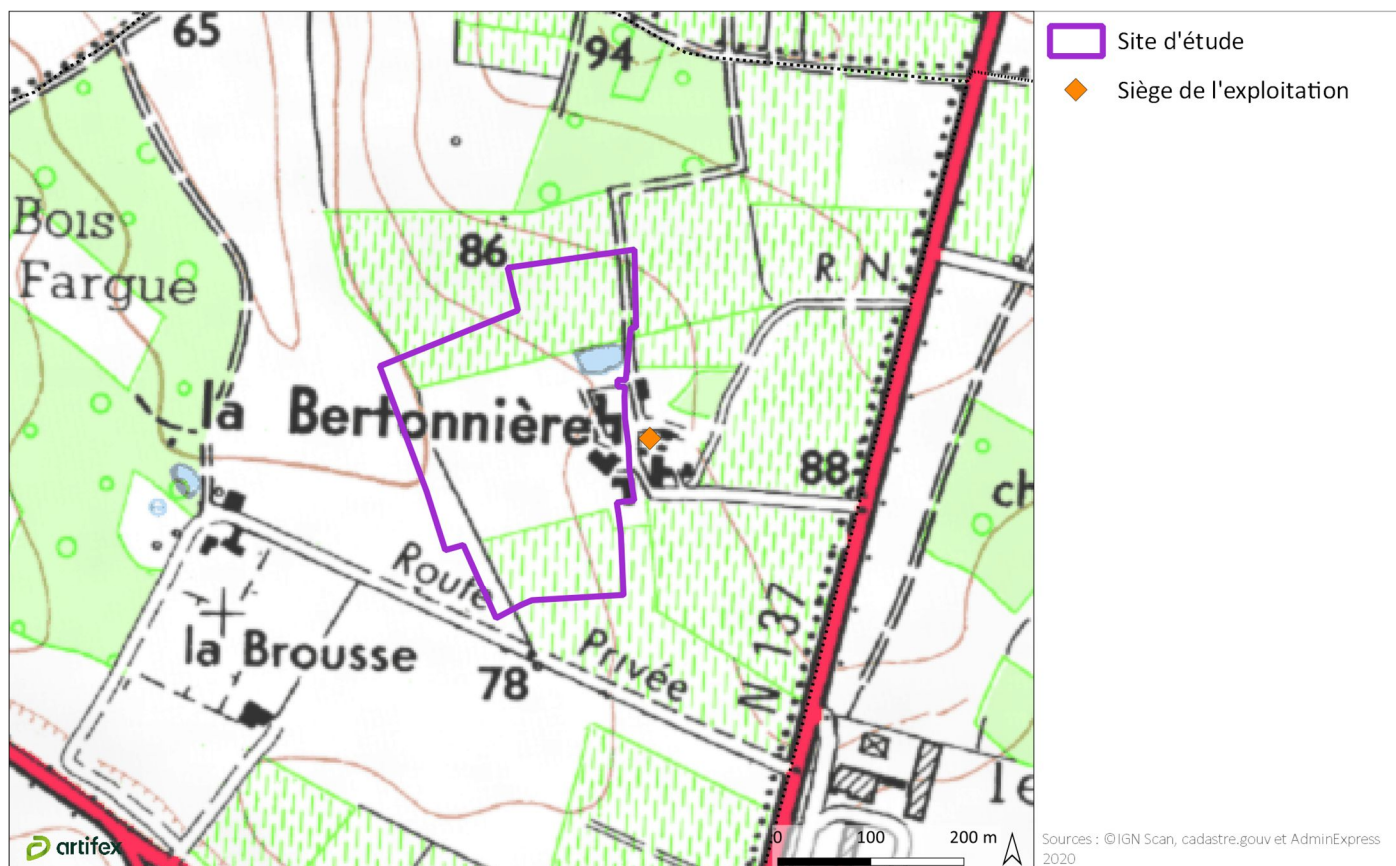 65
94
Bois
Fargue
86
R. N.
la Bertonnière
88
ch
Route
Privée
N 137
la Brousse
78
le
artifex
0 100 200 m
Site d'étude
Siège de l'exploitation
Sources : ©IGN Scan, cadastre.gouv et AdminExpress
2020